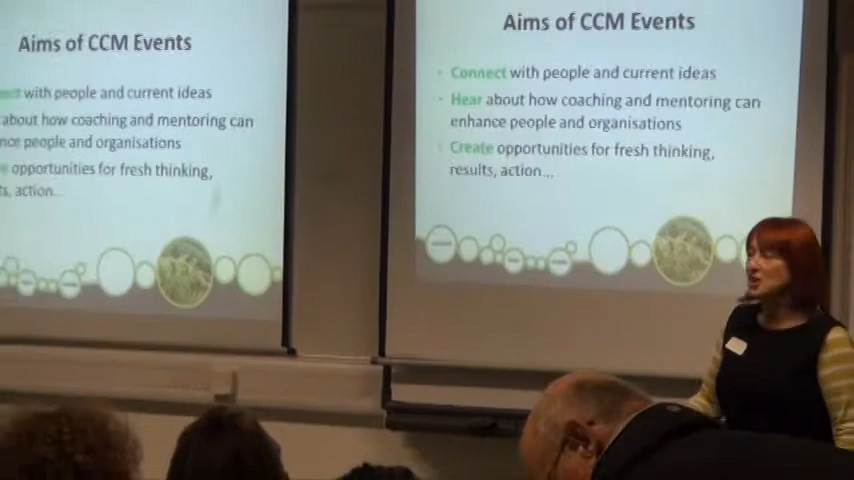 Aims of CCM Events
with people and current ideas
about how coaching and mentoring can
people and organisations
opportunities for fresh thinking,
action...
Aims of CCM Events
Connect with people and current ideas
Hear about how coaching and mentoring can
enhance people and organisations
Create opportunities for fresh thinking,
results, action...